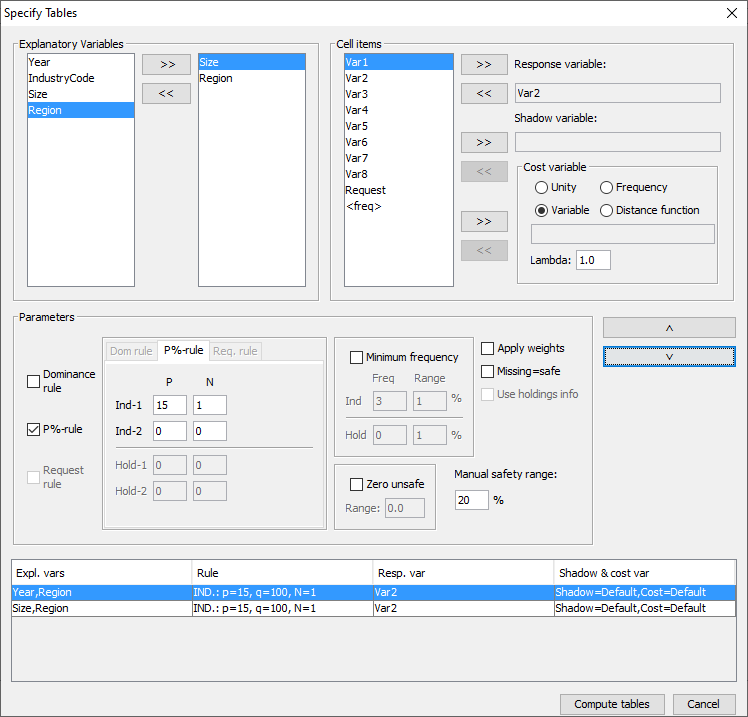 Specify Tables
Explanatory Variables
Year
IndustryCode
Size
Region
>>
<<
Size
Region
Cell items
Var1
Var2
Var3
Var4
Var5
Var6
Var7
Var8
Request
<freq>
>>
<<
>>
<<
>>
<<
Response variable:
Var2
Shadow variable:
Cost variable
Unity
Frequency
Variable
Distance function
Lambda: 1.0
Parameters
Dominance
rule
P%-rule
Request
rule
Dom rule P%-rule Req. rule
P N
Ind-1 15 1
Ind-2 0 0
Hold-1 0 0
Hold-2 0 0
Minimum frequency
Freq Range
Ind 3 1 %
Hold 0 1 %
Zero unsafe
Range: 0.0
Apply weights
Missing=safe
Use holdings info
Manual safety range:
20 %
Expl. vars Rule Resp. var Shadow & cost var
Year,Region IND.: p=15, q=100, N=1 Var2 Shadow=Default,Cost=Default
Size,Region IND.: p=15, q=100, N=1 Var2 Shadow=Default,Cost=Default
Compute tables Cancel